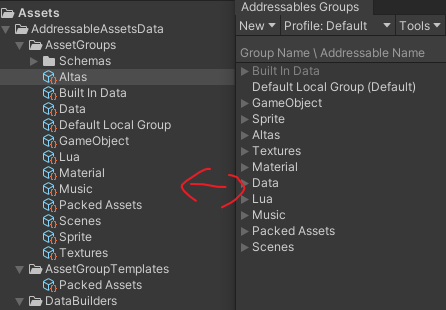 Assets
AddressableAssetsData
AssetGroups
Schemas
Altas
Built In Data
Data
Default Local Group
GameObject
Lua
Material
Music
Packed Assets
Scenes
Sprite
Textures
AssetGroupTemplates
Packed Assets
DataBuilders
Addressables Groups
New Profile: Default Tools
Group Name \ Addressable Name
Built In Data
Default Local Group (Default)
GameObject
Sprite
Altas
Textures
Material
Data
Lua
Music
Packed Assets
Scenes